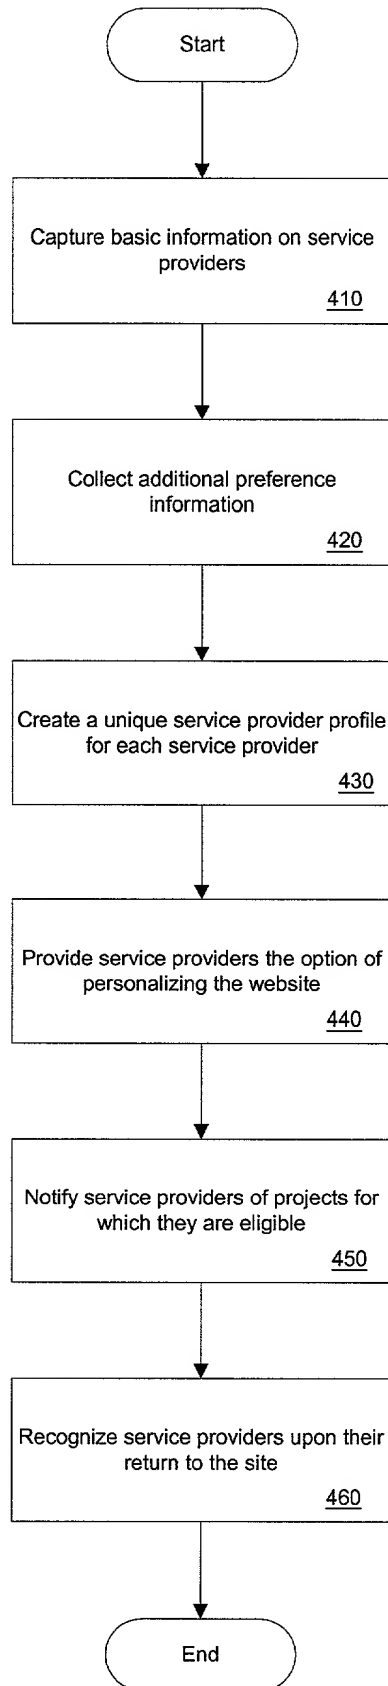 Start
Capture basic information on service
providers
410
Collect additional preference
information
420
Create a unique service provider profile
for each service provider
430
Provide service providers the option of
personalizing the website
440
Notify service providers of projects for
which they are eligible
450
Recognize service providers upon their
return to the site
460
End